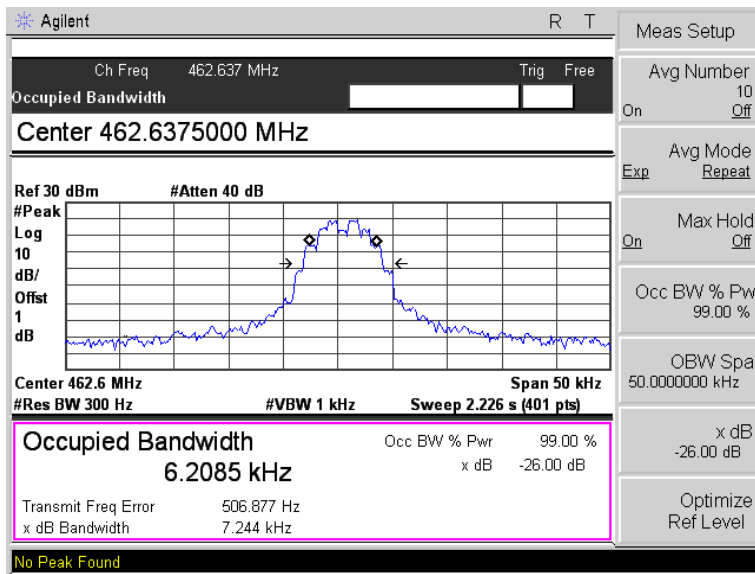 Agilent R T
Ch Freq 462.637 MHz Trig Free
Occupied Bandwidth
Center 462.6375000 MHz
Ref 30 dBm #Atten 40 dB
#Peak
Log
10
dB/
Offst
1
dB
Center 462.6 MHz Span 50 kHz
#Res BW 300 Hz #VBW 1 kHz Sweep 2.226 s (401 pts)
Occupied Bandwidth
6.2085 kHz
Occ BW % Pwr 99.00 %
x dB -26.00 dB
Transmit Freq Error 506.877 Hz
x dB Bandwidth 7.244 kHz
No Peak Found
Meas Setup
Avg Number
10
On Off
Avg Mode
Exp Repeat
Max Hold
On Off
Occ BW % Pw
99.00 %
OBW Spa
50.0000000 kHz
x dB
-26.00 dB
Optimize
Ref Level